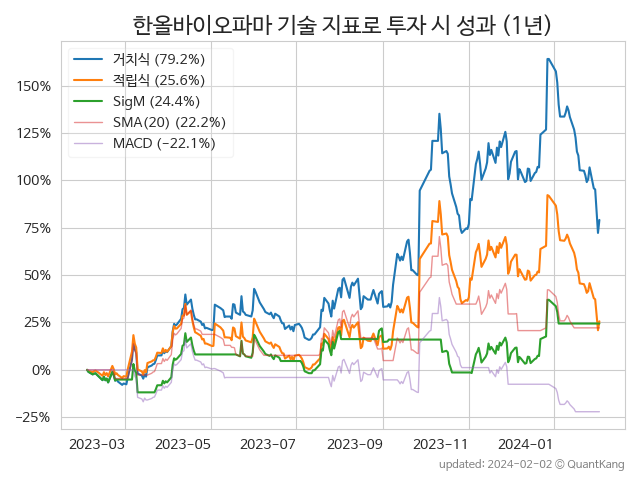 한올바이오파마 기술 지표로 투자 시 성과 (1년)
거치식 (79.2%)
적립식 (25.6%)
SigM (24.4%)
SMA(20) (22.2%)
MACD (−22.1%)
150%
125%
100%
75%
50%
25%
0%
−25%
2023-03 2023-05 2023-07 2023-09 2023-11 2024-01
updated: 2024-02-02 © QuantKang